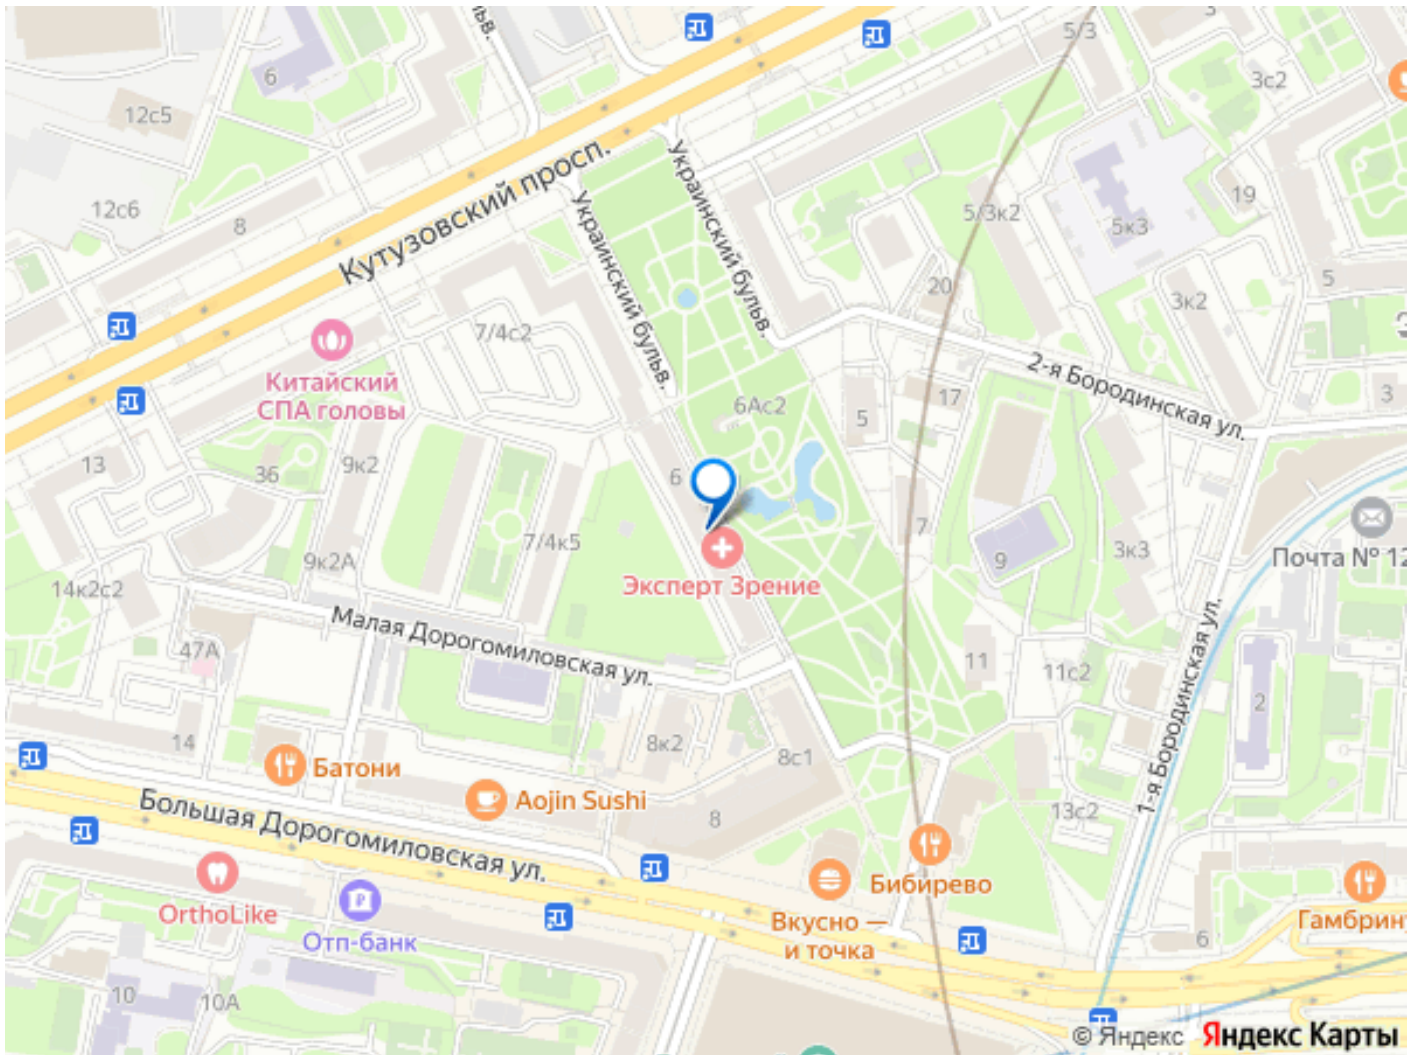 5/3
3
6
3с2
12с5
Кутузовский просп.
Украинский бульв.
Украинский бульв.
12с6
8
19
5/3к2
5к3
5
20
3к2
7/4с2
Китайский
СПА головы
2-я Бородинская ул.
6Ас2
17
5
3
13
36
9к2
6
7/4к5
7
9
3к3
Почта № 12
9к2А
14к2с2
Эксперт Зрение
Малая Дорогомиловская ул.
47А
11
11с2
1-я Бородинская ул.
2
14
8к2
8с1
Батони
Aojin Sushi
Большая Дорогомиловская ул.
8
13с2
OrthoLike
Отп-банк
Бибирево
Вкусно —
и точка
Гамбрину
6
10
10А
© Яндекс Яндекс Карты